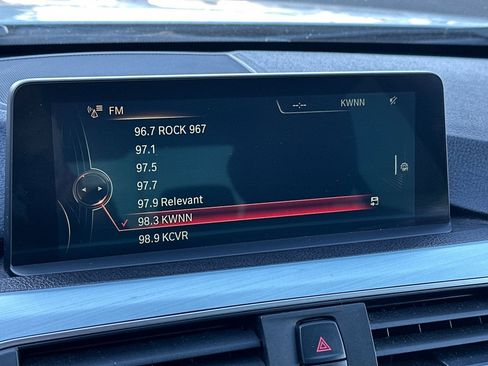 FM --:-- KWNN
96.7 ROCK 967
97.1
97.5
97.7
97.9 Relevant
98.3 KWNN
98.9 KCVR